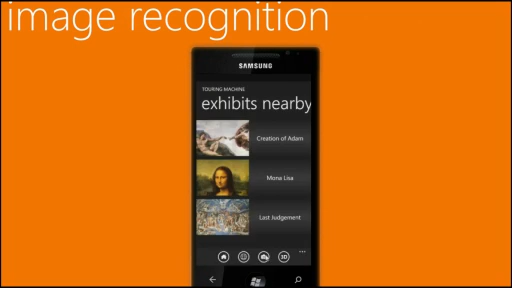 image recognition
SAMSUNG
TOURING MACHINE
exhibits nearby
Creation of Adam
Mona Lisa
Last Judgement
3D